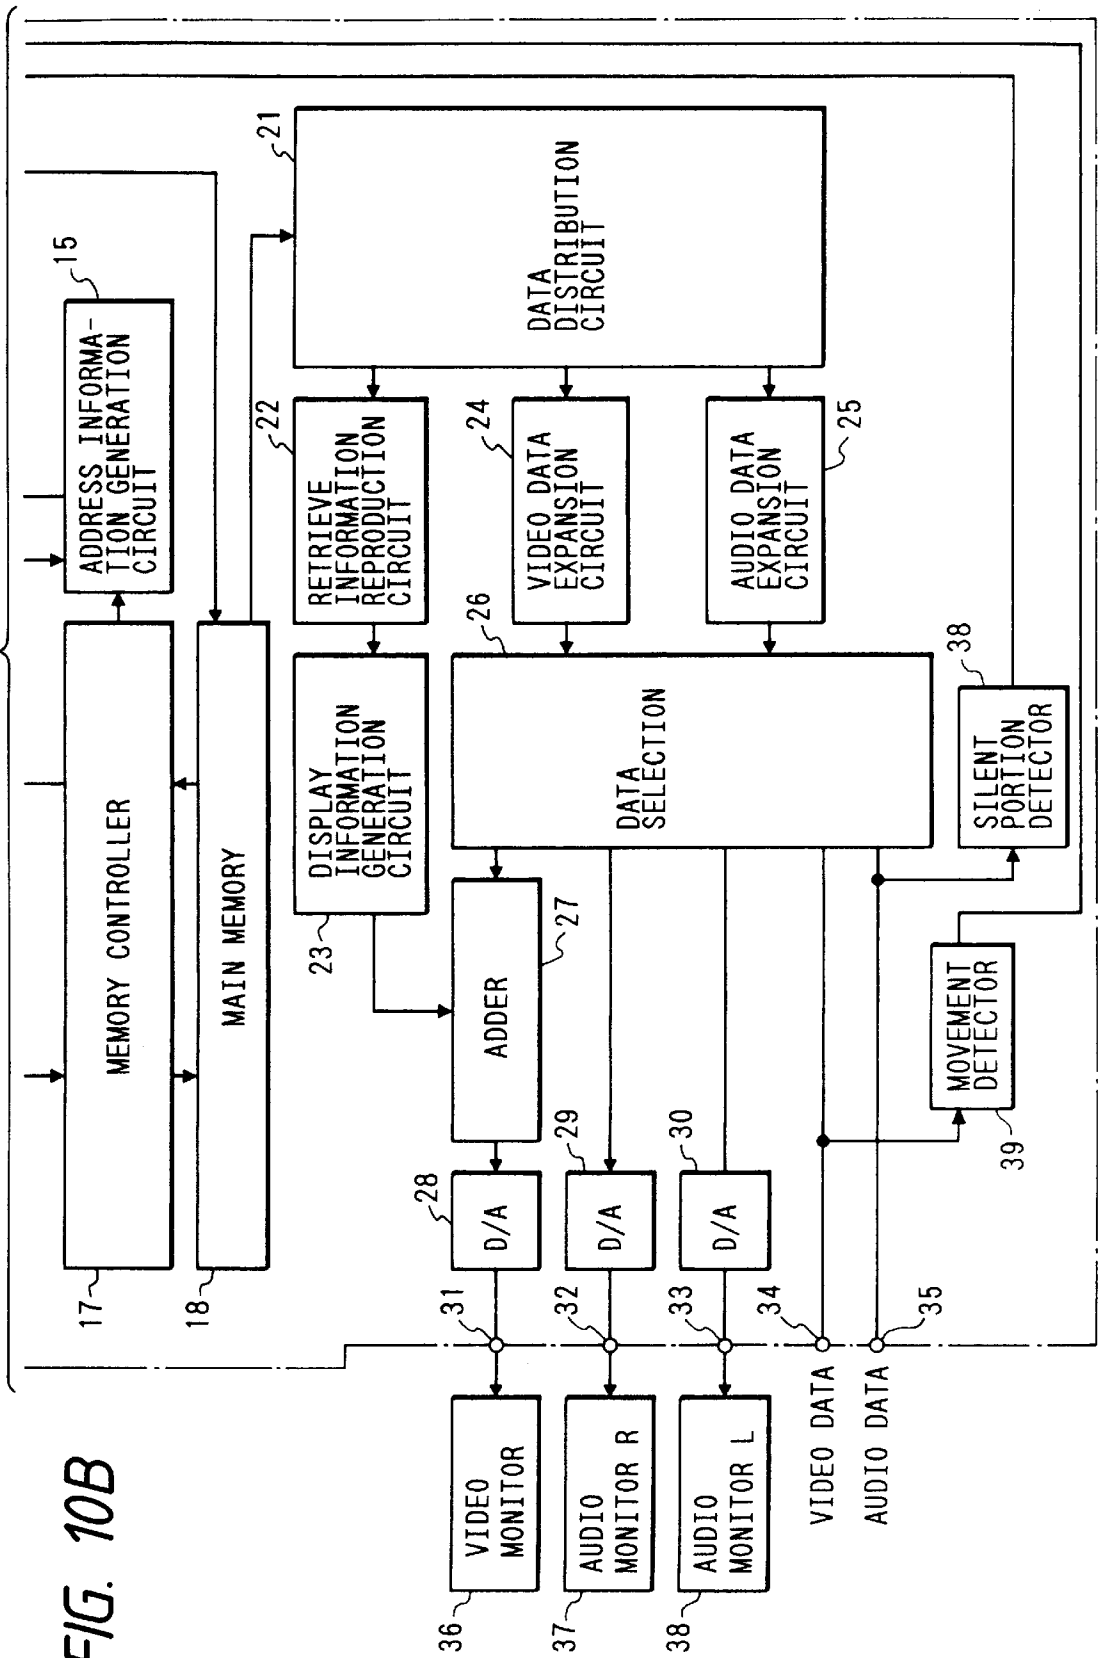 FIG. 10B
17
MEMORY CONTROLLER
15
ADDRESS INFORMA-
TION GENERATION
CIRCUIT
18
MAIN MEMORY
21
DATA
DISTRIBUTION
CIRCUIT
22
RETRIEVE
INFORMATION
REPRODUCTION
CIRCUIT
23
DISPLAY
INFORMATION
GENERATION
CIRCUIT
24
VIDEO DATA
EXPANSION
CIRCUIT
25
AUDIO DATA
EXPANSION
CIRCUIT
26
DATA
SELECTION
27
ADDER
28
D/A
29
D/A
30
D/A
31
32
33
34
35
36
VIDEO
MONITOR
37
AUDIO
MONITOR R
38
AUDIO
MONITOR L
VIDEO DATA
AUDIO DATA
38
SILENT
PORTION
DETECTOR
39
MOVEMENT
DETECTOR